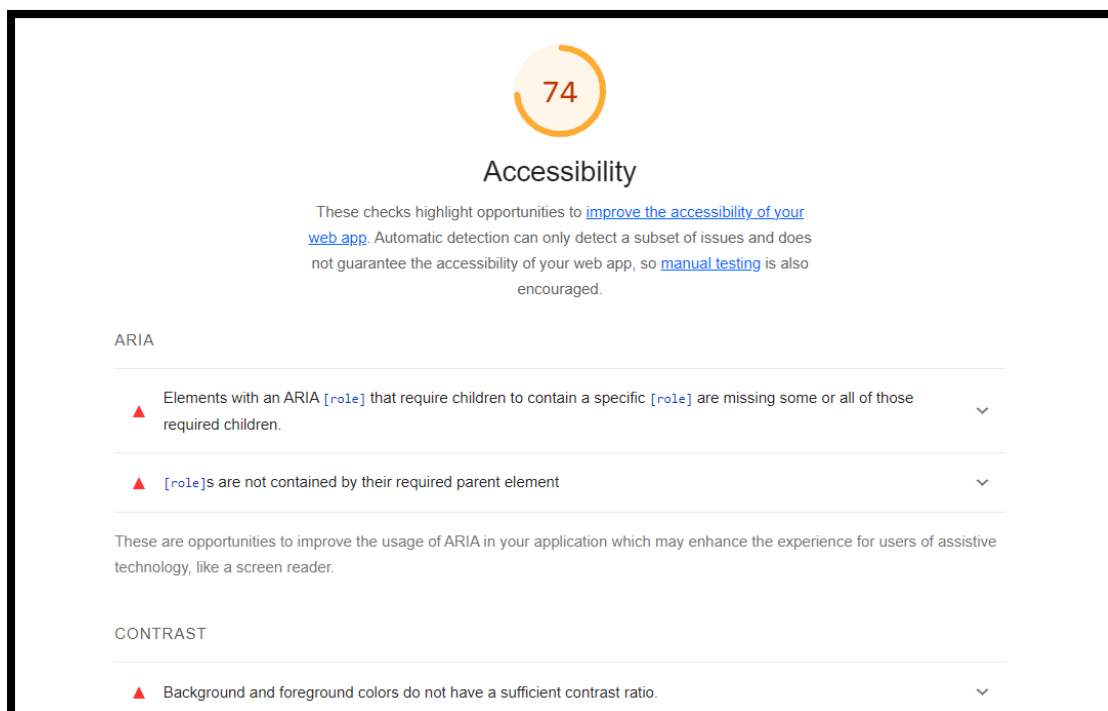 74
Accessibility
These checks highlight opportunities to improve the accessibility of your
web app. Automatic detection can only detect a subset of issues and does
not guarantee the accessibility of your web app, so manual testing is also
encouraged.
ARIA
Elements with an ARIA [role] that require children to contain a specific [role] are missing some or all of those
required children.
[role]s are not contained by their required parent element
These are opportunities to improve the usage of ARIA in your application which may enhance the experience for users of assistive
technology, like a screen reader.
CONTRAST
Background and foreground colors do not have a sufficient contrast ratio.